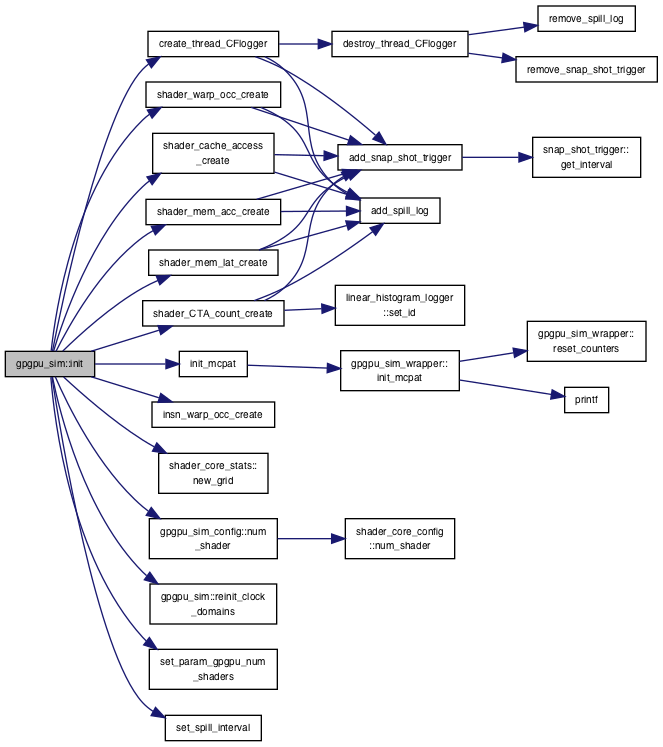 gpgpu_sim::init
create_thread_CFlogger
shader_warp_occ_create
shader_cache_access
_create
shader_mem_acc_create
shader_mem_lat_create
shader_CTA_count_create
init_mcpat
insn_warp_occ_create
shader_core_stats::
new_grid
gpgpu_sim_config::num
_shader
gpgpu_sim::reinit_clock
_domains
set_param_gpgpu_num
_shaders
set_spill_interval
destroy_thread_CFlogger
add_snap_shot_trigger
add_spill_log
linear_histogram_logger
::set_id
gpgpu_sim_wrapper::
init_mcpat
shader_core_config
::num_shader
remove_spill_log
remove_snap_shot_trigger
snap_shot_trigger::
get_interval
gpgpu_sim_wrapper::
reset_counters
printf